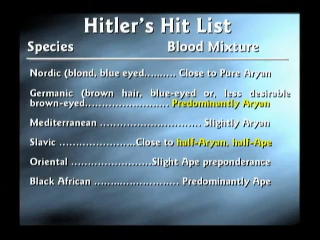 Hitler's Hit List
Species Blood Mixture
Nordic (blond, blue eyed.......... Close to Pure Aryan
Germanic (brown hair, blue-eyed or, less desirable
brown-eyed......................... Predominantly Aryan
Mediterranean .............................. Slightly Aryan
Slavic .......................Close to half-Aryan, half-Ape
Oriental ........................Slight Ape preponderance
Black African .......................... Predominantly Ape